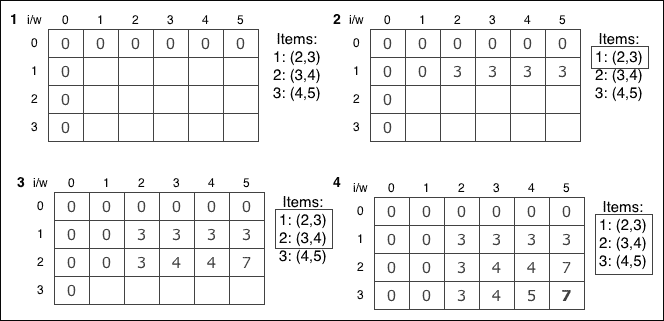 1 i/w 0 1 2 3 4 5
0 0 0 0 0 0 0
1 0
2 0
3 0
Items:
1: (2,3)
2: (3,4)
3: (4,5)
2 i/w 0 1 2 3 4 5
0 0 0 0 0 0 0
1 0 0 3 3 3 3
2 0
3 0
Items:
1: (2,3)
2: (3,4)
3: (4,5)
3 i/w 0 1 2 3 4 5
0 0 0 0 0 0 0
1 0 0 3 3 3 3
2 0 0 3 4 4 7
3 0
Items:
1: (2,3)
2: (3,4)
3: (4,5)
4 i/w 0 1 2 3 4 5
0 0 0 0 0 0 0
1 0 0 3 3 3 3
2 0 0 3 4 4 7
3 0 0 3 4 5 7
Items:
1: (2,3)
2: (3,4)
3: (4,5)